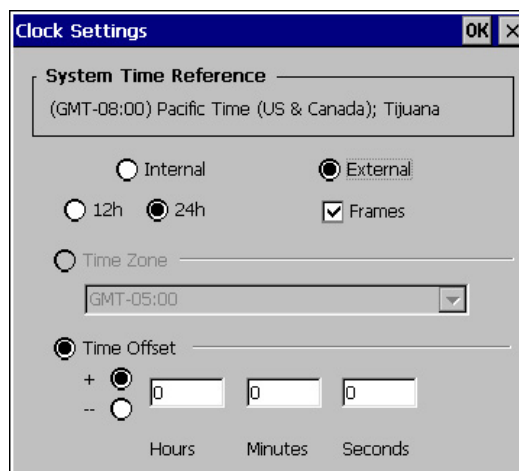 Clock Settings OK ×
System Time Reference
(GMT-08:00) Pacific Time (US & Canada); Tijuana
Internal External
12h 24h Frames
Time Zone
GMT-05:00
Time Offset
+ 0 0 0
--
Hours Minutes Seconds